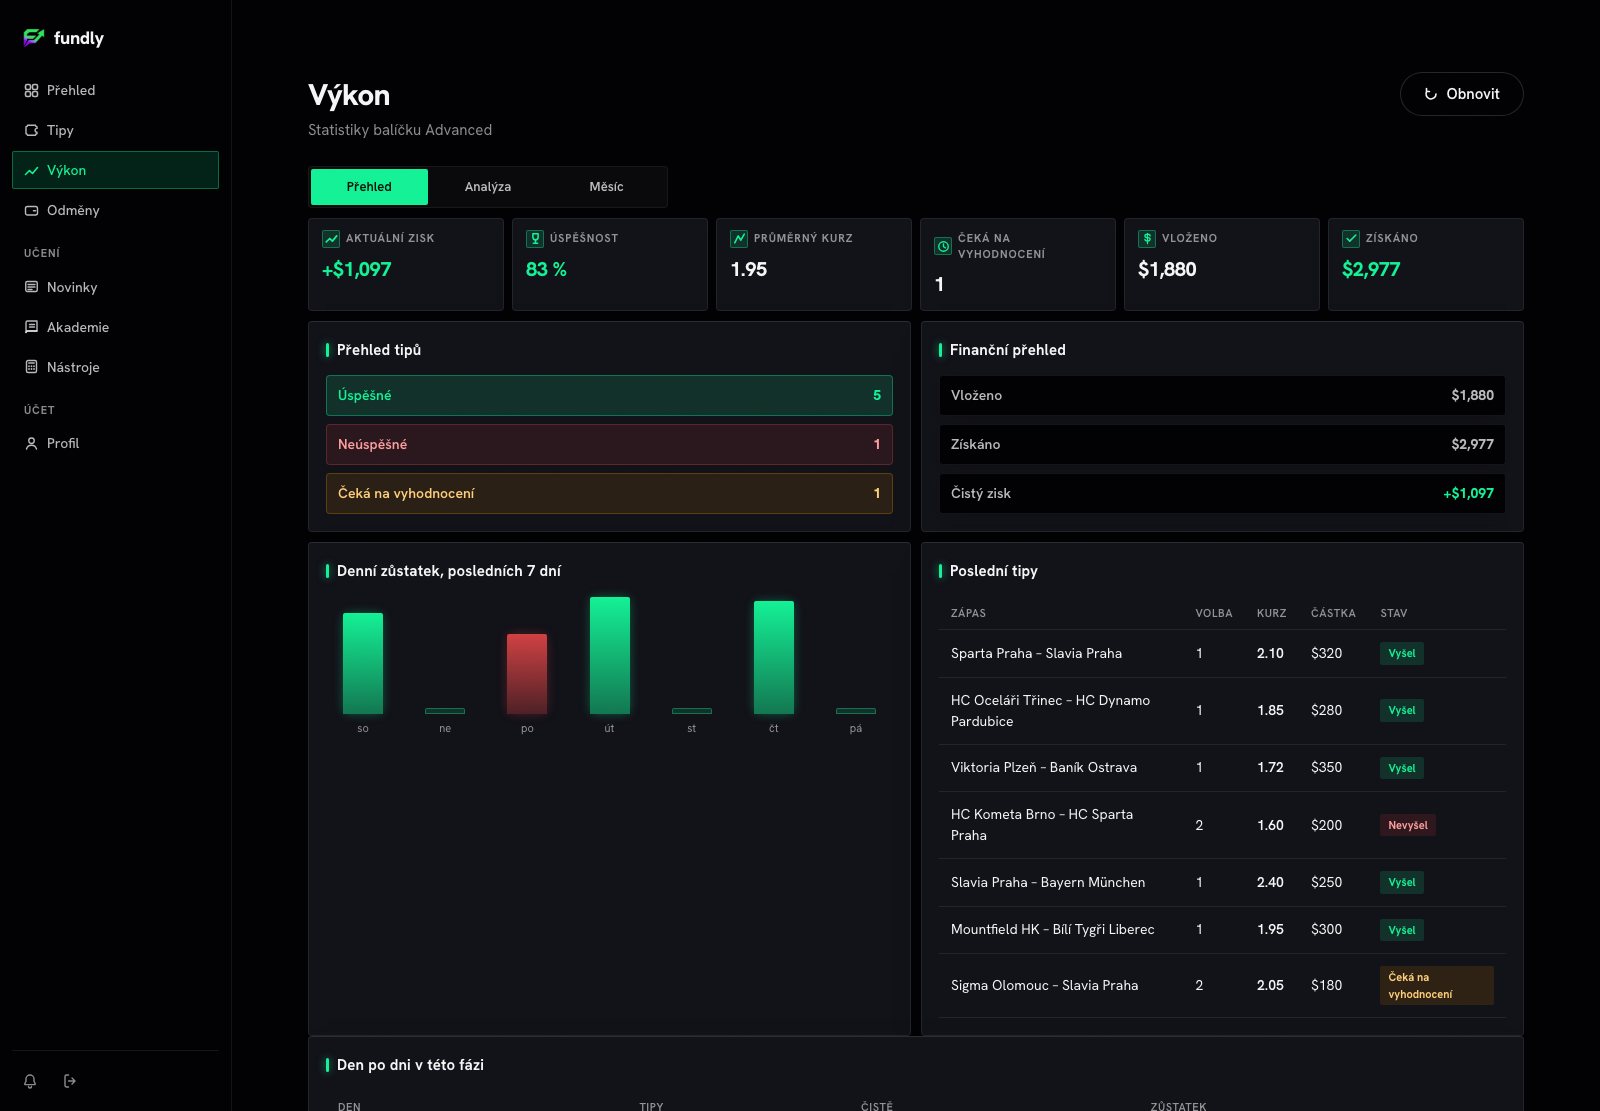 fundly
Přehled
Tipy
Výkon
Odměny
UČENÍ
Novinky
Akademie
Nástroje
ÚČET
Profil
Výkon
Statistiky balíčku Advanced
Obnovit
Přehled Analýza Měsíc
AKTUÁLNÍ ZISK
+$1,097
ÚSPĚŠNOST
83 %
PRŮMĚRNÝ KURZ
1.95
ČEKÁ NA
VYHODNOCENÍ
1
VLOŽENO
$1,880
ZÍSKÁNO
$2,977
Přehled tipů
Úspěšné 5
Neúspěšné 1
Čeká na vyhodnocení 1
Finanční přehled
Vloženo $1,880
Získáno $2,977
Čistý zisk +$1,097
Denní zůstatek, posledních 7 dní
so ne po út st čt pá
Poslední tipy
ZÁPAS VOLBA KURZ ČÁSTKA STAV
Sparta Praha – Slavia Praha 1 2.10 $320 Vyšel
HC Oceláři Třinec – HC Dynamo
Pardubice 1 1.85 $280 Vyšel
Viktoria Plzeň – Baník Ostrava 1 1.72 $350 Vyšel
HC Kometa Brno – HC Sparta
Praha 2 1.60 $200 Nevyšel
Slavia Praha – Bayern München 1 2.40 $250 Vyšel
Mountfield HK – Bílí Tygři Liberec 1 1.95 $300 Vyšel
Sigma Olomouc – Slavia Praha 2 2.05 $180 Čeká na
vyhodnocení
Den po dni v této fázi
DEN TIPY ČISTĚ ZŮSTATEK